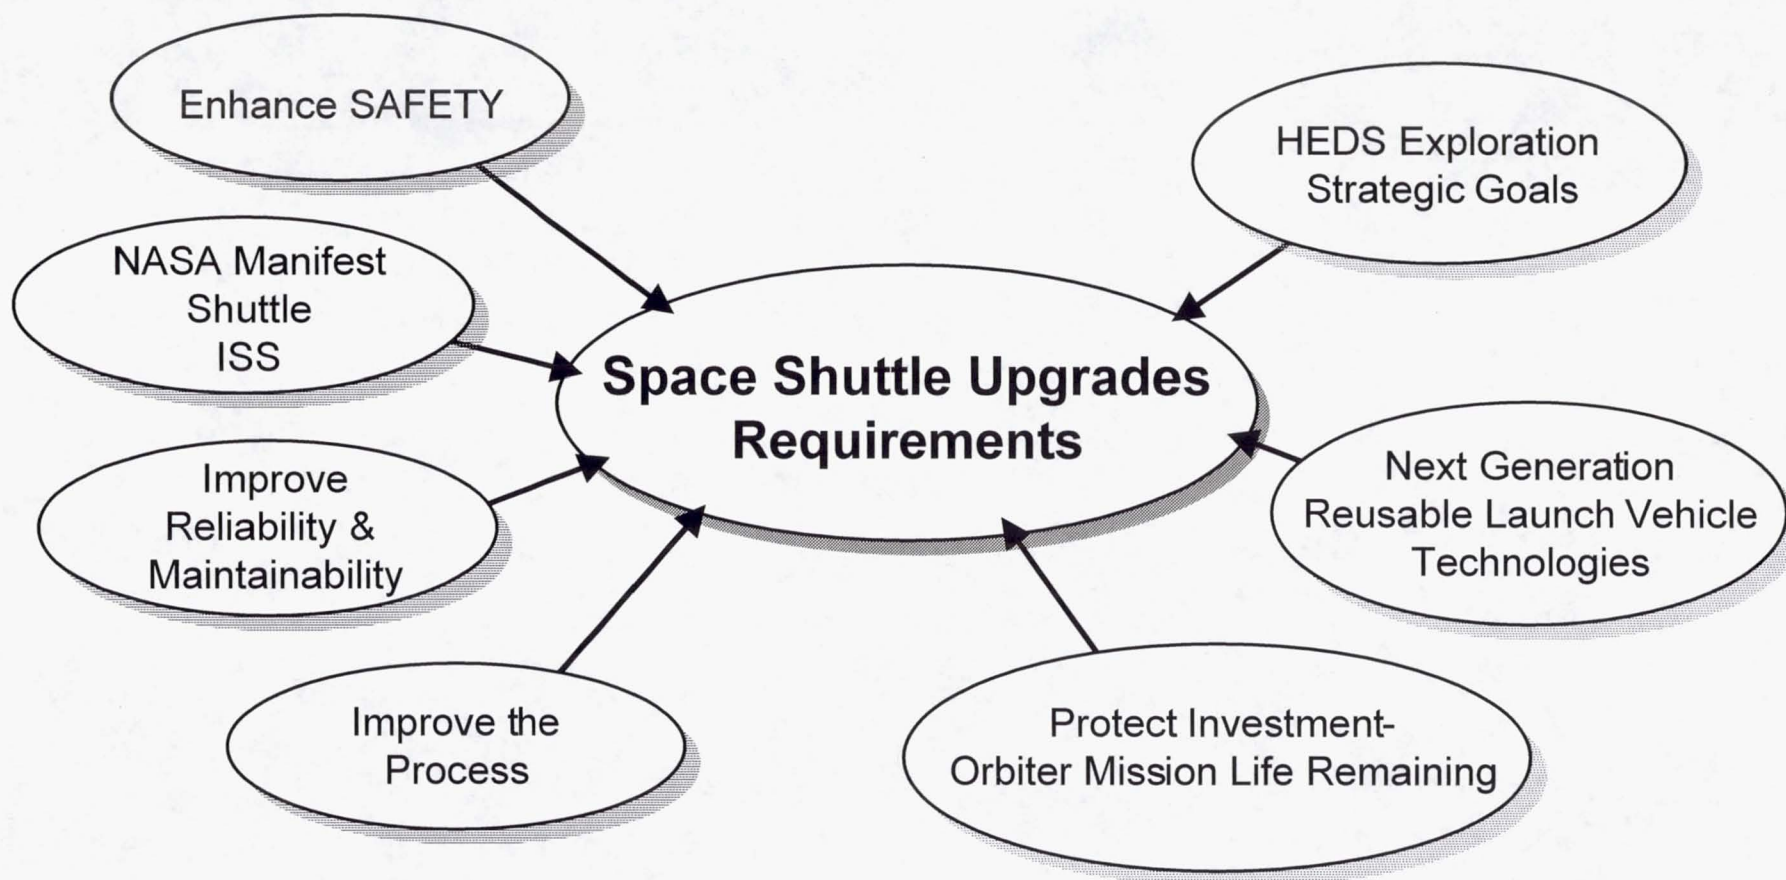 Enhance SAFETY
HEDS Exploration
Strategic Goals
NASA Manifest
Shuttle
ISS
Space Shuttle Upgrades
Requirements
Improve
Reliability &
Maintainability
Next Generation
Reusable Launch Vehicle
Technologies
Improve the
Process
Protect Investment-
Orbiter Mission Life Remaining